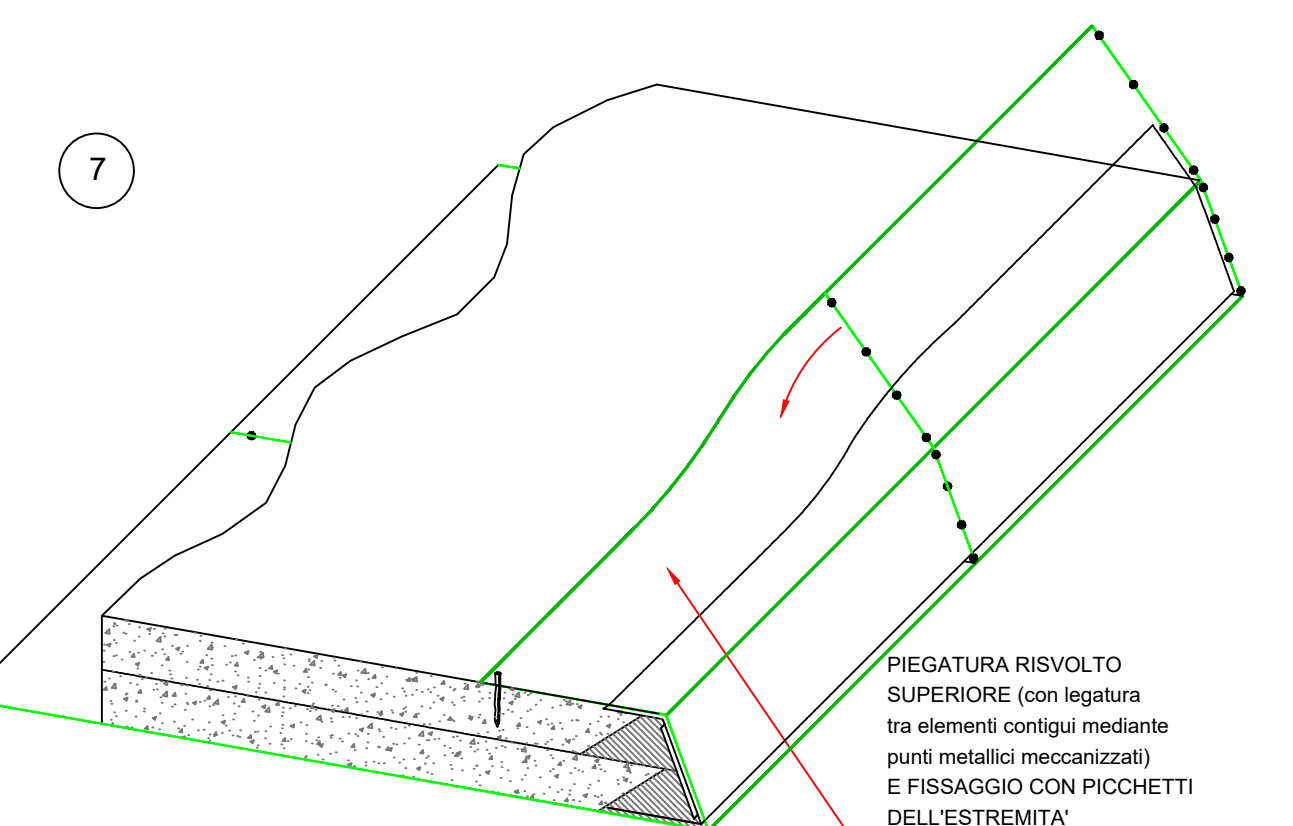 7
PIEGATURA RISVOLTO
SUPERIORE (con legatura
tra elementi contigui mediante
punti metallici meccanizzati)
E FISSAGGIO CON PICCHETTI
DELL'ESTREMITA'